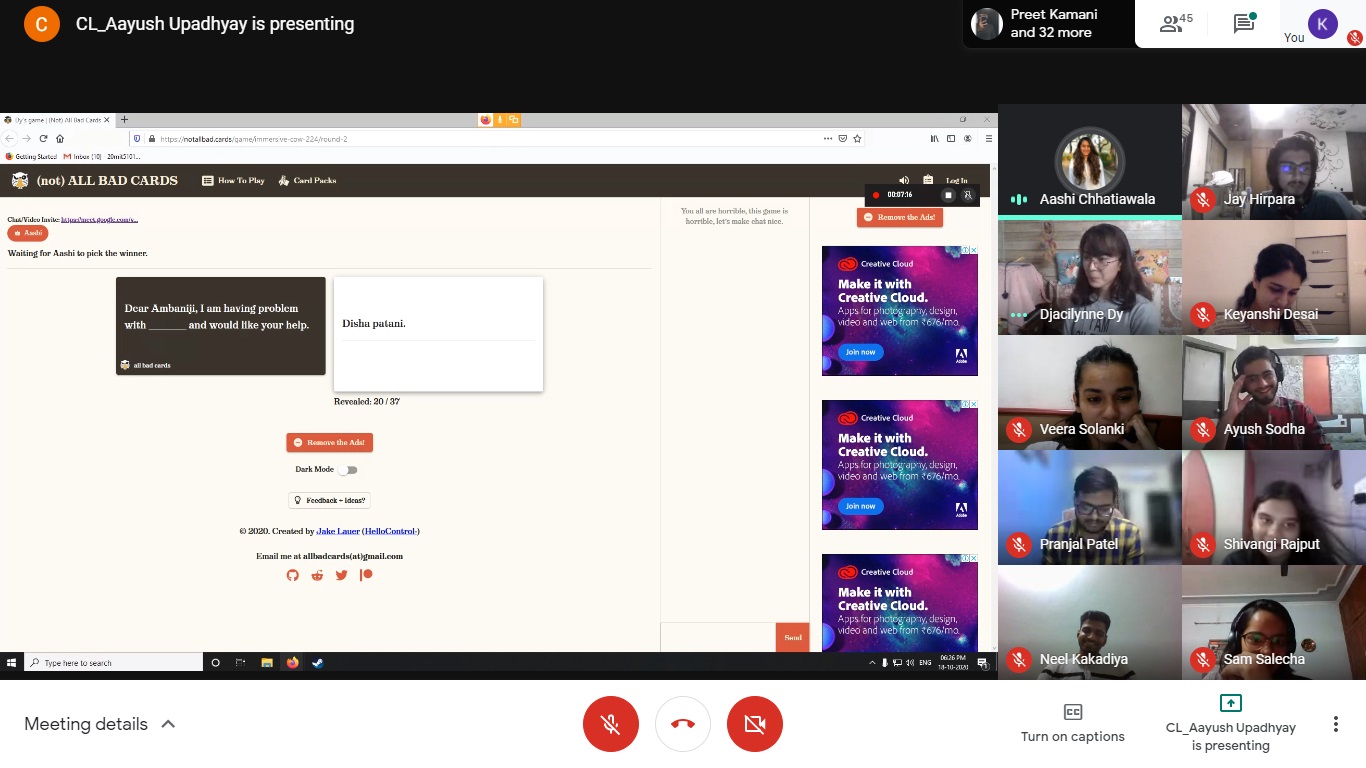 C
CL_Aayush Upadhyay is presenting
Preet Kamani
and 32 more
45
You
K
Dy's game | (Not) All Bad Cards
https://notallbad.cards/game/immersive-cow-224/round-2
Getting Started
Inbox (10)
20mit5101...
(not) ALL BAD CARDS
How To Play
Card Packs
Log In
00:07:16
Chat/Video Invite: https://meet.google.com/v...
Aashi
Waiting for Aashi to pick the winner.
Dear Ambaniji, I am having problem
with _______ and would like your help.
all bad cards
Disha patani.
Revealed: 20 / 37
Remove the Ads!
Dark Mode
Feedback + Ideas?
© 2020. Created by Jake Lauer (HelloControl·)
Email me at allbadcards(at)gmail.com
You all are horrible, this game is
horrible, let's make chat nice.
Send
Remove the Ads!
Creative Cloud
Make it with
Creative Cloud.
Apps for photography, design,
video and web from ₹676/mo.
Join now
Adobe
Creative Cloud
Make it with
Creative Cloud.
Apps for photography, design,
video and web from ₹676/mo.
Join now
Adobe
Creative Cloud
Make it with
Creative Cloud.
Apps for photography, design,
video and web from ₹676/mo.
Type here to search
ENG
06:26 PM
18-10-2020
Aashi Chhatiawala
Jay Hirpara
Djacilynne Dy
Keyanshi Desai
Veera Solanki
Ayush Sodha
Pranjal Patel
Shivangi Rajput
Neel Kakadiya
Sam Salecha
Meeting details
CC
Turn on captions
CL_Aayush Upadhyay
is presenting